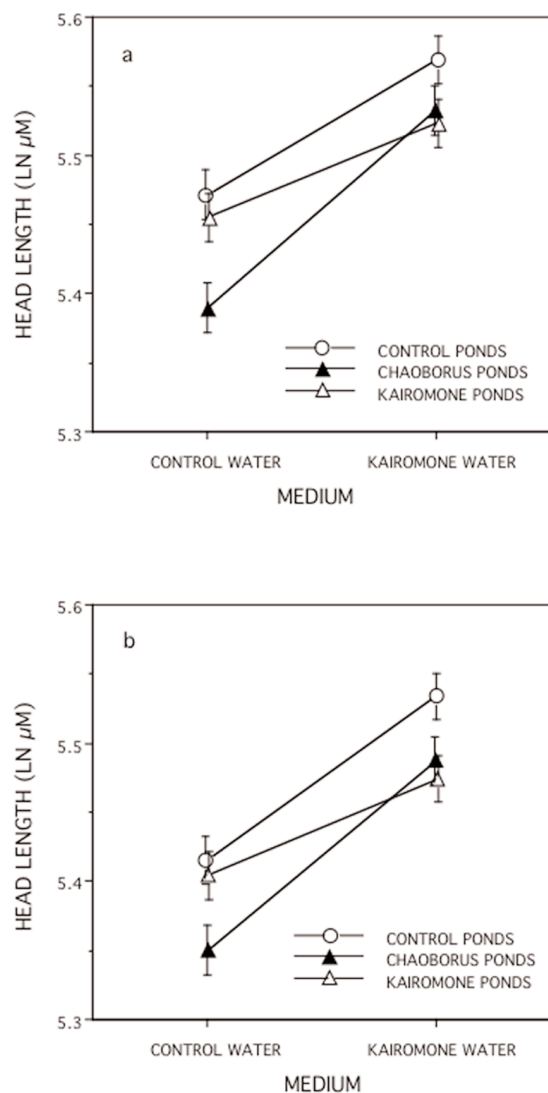 a
HEAD LENGTH (LN µM)
5.6
5.5
5.4
5.3
CONTROL PONDS
CHAOBORUS PONDS
KAIROMONE PONDS
CONTROL WATER KAIROMONE WATER
MEDIUM
b
HEAD LENGTH (LN µM)
5.6
5.5
5.4
5.3
CONTROL PONDS
CHAOBORUS PONDS
KAIROMONE PONDS
CONTROL WATER KAIROMONE WATER
MEDIUM